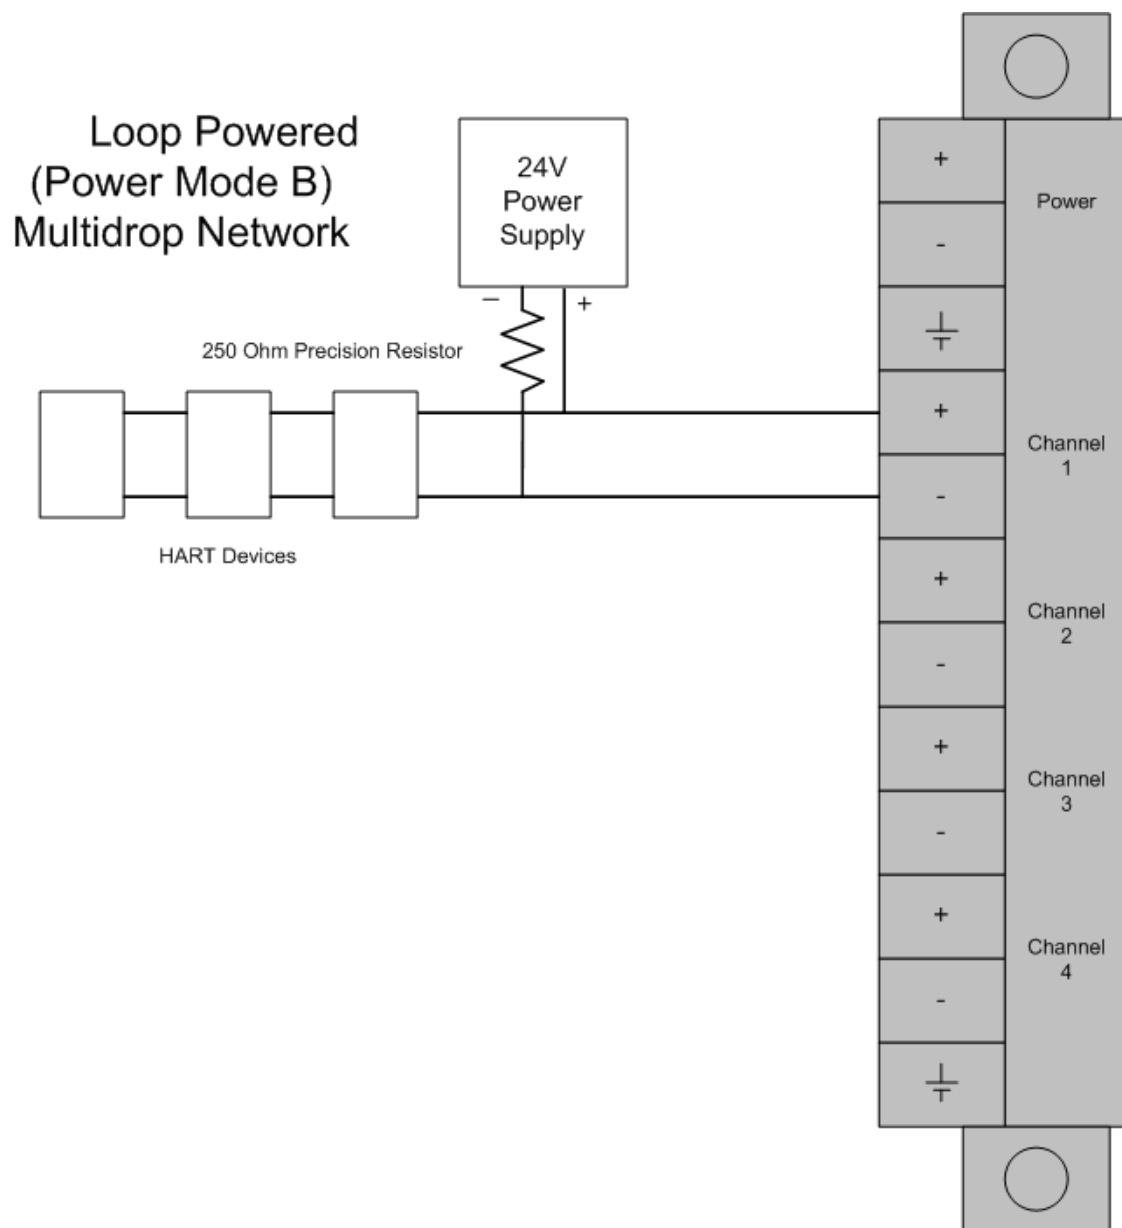 Loop Powered
(Power Mode B)
Multidrop Network
24V
Power
Supply
–
+
250 Ohm Precision Resistor
HART Devices
+
Power
-
+
Channel
1
-
+
Channel
2
-
+
Channel
3
-
+
Channel
4
-